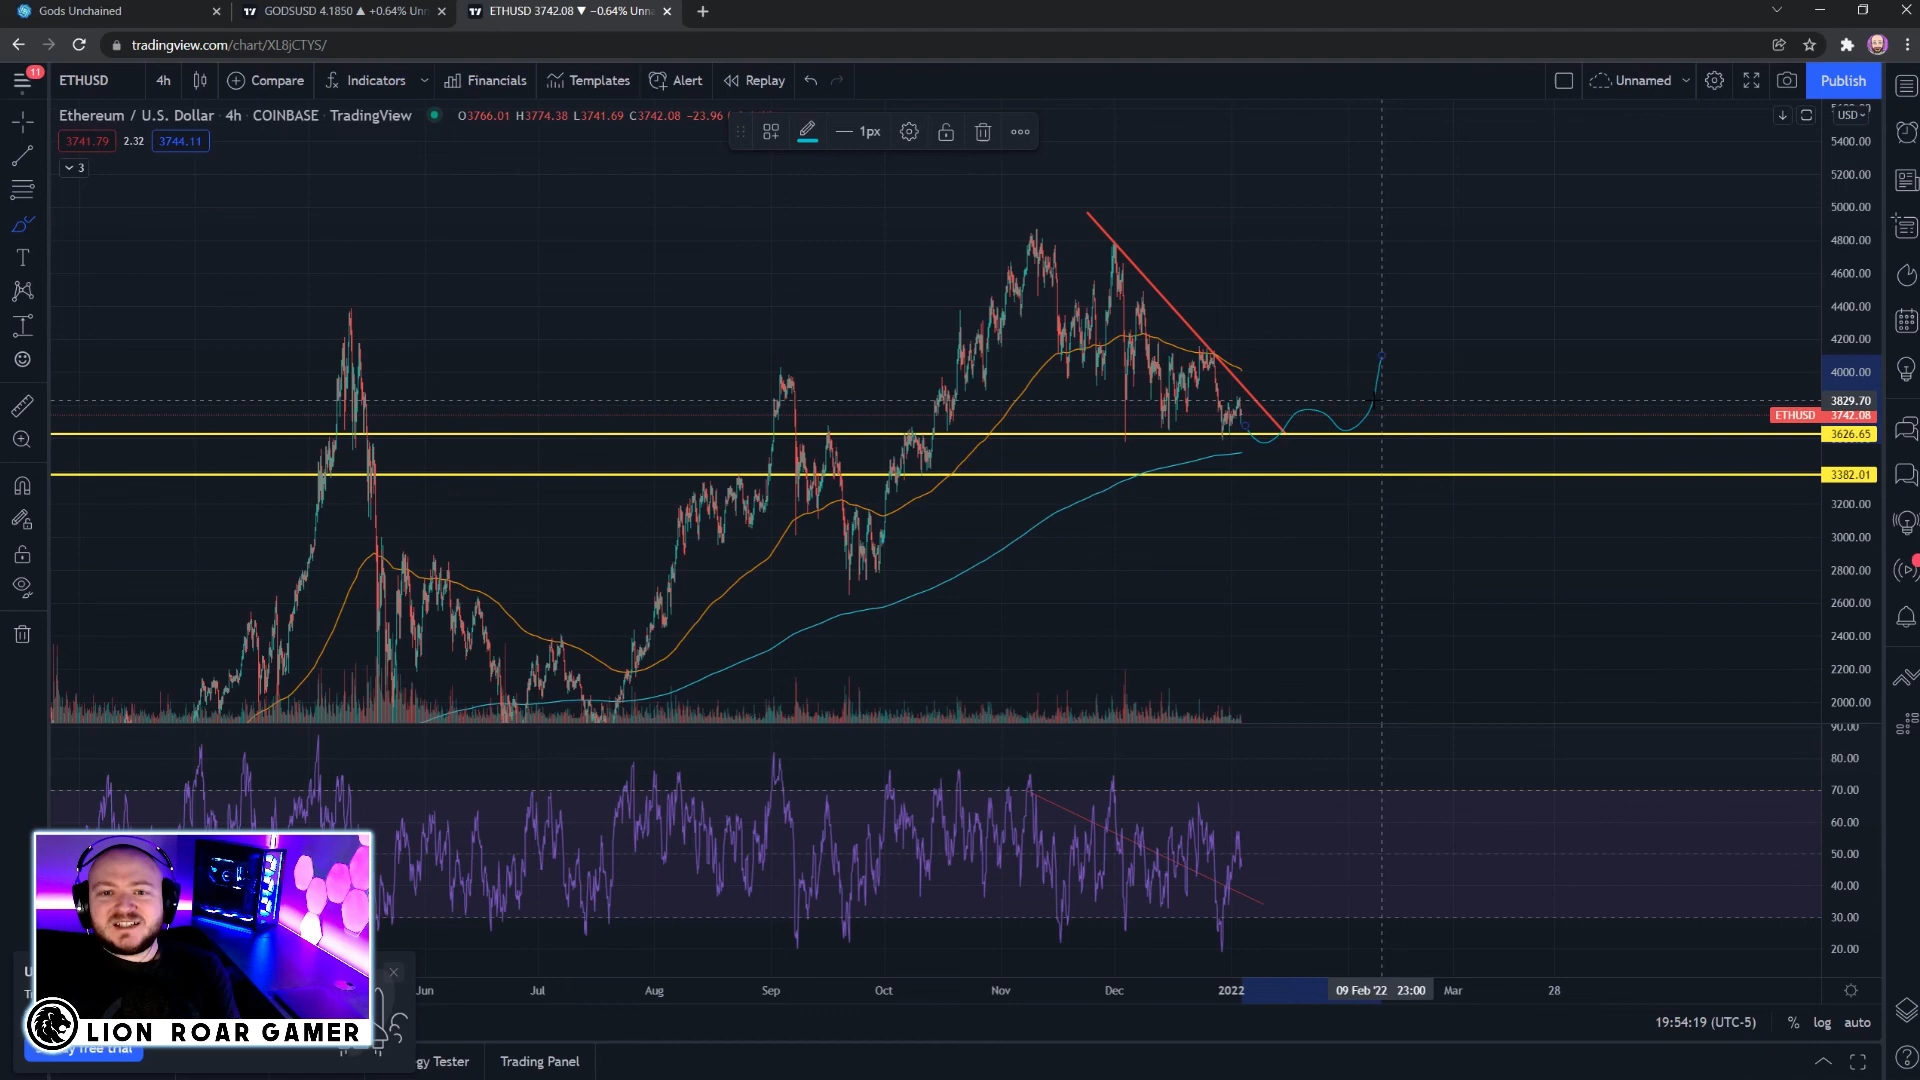 Gods Unchained
GODSUSD 4.1850 ▲ +0.64% Unn
ETHUSD 3742.08 ▼ −0.64% Unna
tradingview.com/chart/XL8jCTYS/
11
ETHUSD
4h
Compare
Indicators
Financials
Templates
Alert
Replay
Unnamed
Publish
Ethereum / U.S. Dollar · 4h · COINBASE · TradingView
O3766.01 H3774.38 L3741.69 C3742.08 −23.96
1px
USD
3741.79
2.32
3744.11
3
5400.00
5200.00
5000.00
4800.00
4600.00
4400.00
4200.00
4000.00
3829.70
ETHUSD 3742.08
3626.65
3382.01
3200.00
3000.00
2800.00
2600.00
2400.00
2200.00
2000.00
90.00
80.00
70.00
60.00
50.00
40.00
30.00
20.00
Jun
Jul
Aug
Sep
Oct
Nov
Dec
2022
09 Feb '22 23:00
Mar
28
LION ROAR GAMER
19:54:19 (UTC-5)
%
log
auto
gy Tester
Trading Panel